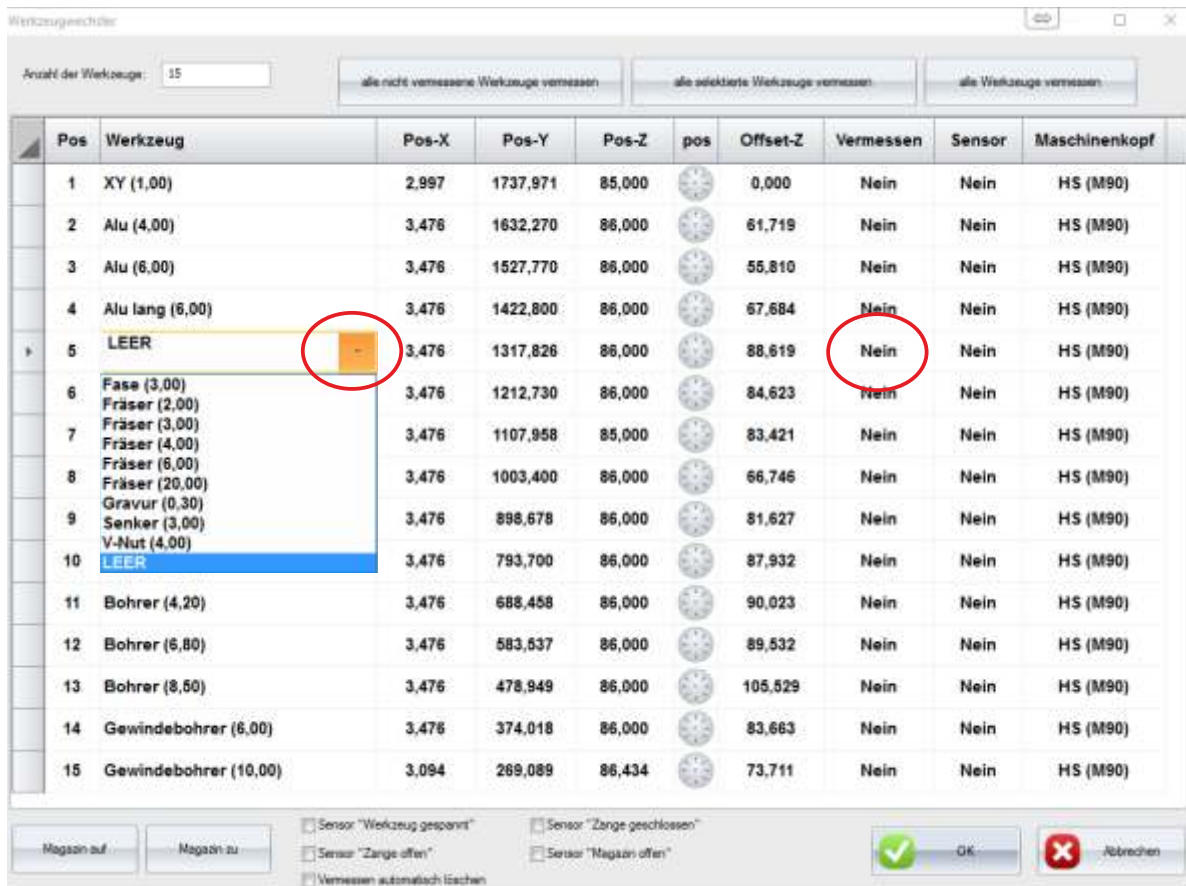 Werkzeugwechsler
Anzahl der Werkzeuge: 15
alle nicht vermessene Werkzeuge vermessen
alle selektierte Werkzeuge vermessen
alle Werkzeuge vermessen
Pos Werkzeug Pos-X Pos-Y Pos-Z pos Offset-Z Vermessen Sensor Maschinenkopf
1 XY (1,00) 2,997 1737,971 85,000 0,000 Nein Nein HS (M90)
2 Alu (4,00) 3,476 1632,270 86,000 61,719 Nein Nein HS (M90)
3 Alu (6,00) 3,476 1527,770 86,000 55,810 Nein Nein HS (M90)
4 Alu lang (6,00) 3,476 1422,800 86,000 67,684 Nein Nein HS (M90)
5 LEER 3,476 1317,826 86,000 88,619 Nein Nein HS (M90)
6 3,476 1212,730 86,000 84,623 Nein Nein HS (M90)
7 3,476 1107,958 85,000 83,421 Nein Nein HS (M90)
8 3,476 1003,400 86,000 66,746 Nein Nein HS (M90)
9 3,476 898,678 86,000 81,627 Nein Nein HS (M90)
10 3,476 793,700 86,000 87,932 Nein Nein HS (M90)
Fase (3,00)
Fräser (2,00)
Fräser (3,00)
Fräser (4,00)
Fräser (6,00)
Fräser (20,00)
Gravur (0,30)
Senker (3,00)
V-Nut (4,00)
LEER
11 Bohrer (4,20) 3,476 688,458 86,000 90,023 Nein Nein HS (M90)
12 Bohrer (6,80) 3,476 583,537 86,000 89,532 Nein Nein HS (M90)
13 Bohrer (8,50) 3,476 478,949 86,000 105,529 Nein Nein HS (M90)
14 Gewindebohrer (6,00) 3,476 374,018 86,000 83,663 Nein Nein HS (M90)
15 Gewindebohrer (10,00) 3,094 269,089 86,434 73,711 Nein Nein HS (M90)
Magazin auf
Magazin zu
Sensor "Werkzeug gespannt"
Sensor "Zange geschlossen"
Sensor "Zange offen"
Sensor "Magazin offen"
Vermessen automatisch löschen
OK
Abbrechen